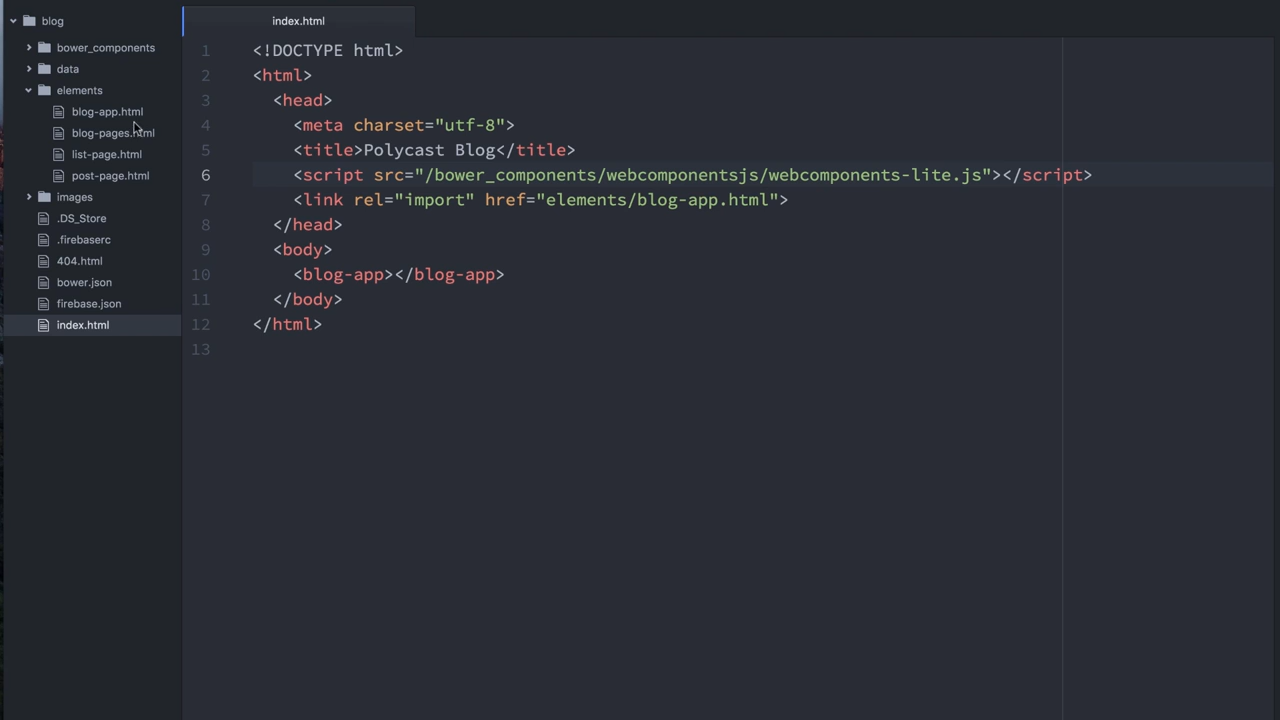 blog
bower_components
data
elements
blog-app.html
blog-pages.html
list-page.html
post-page.html
images
.DS_Store
.firebaserc
404.html
bower.json
firebase.json
index.html
index.html
1 <!DOCTYPE html>
2 <html>
3 <head>
4 <meta charset="utf-8">
5 <title>Polycast Blog</title>
6 <script src="/bower_components/webcomponentsjs/webcomponents-lite.js"></script>
7 <link rel="import" href="elements/blog-app.html">
8 </head>
9 <body>
10 <blog-app></blog-app>
11 </body>
12 </html>
13